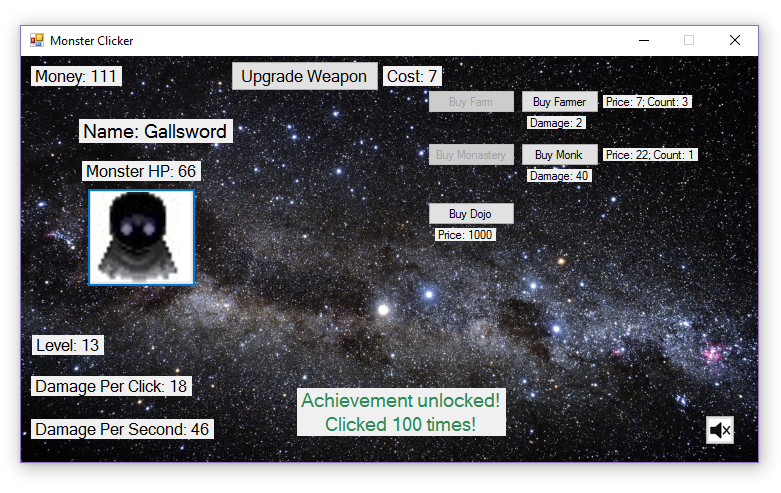 Monster Clicker
Money: 111
Upgrade Weapon
Cost: 7
Buy Farm
Buy Farmer
Price: 7; Count: 3
Damage: 2
Name: Gallsword
Buy Monastery
Buy Monk
Price: 22; Count: 1
Monster HP: 66
Damage: 40
Buy Dojo
Price: 1000
Level: 13
Damage Per Click: 18
Achievement unlocked!
Clicked 100 times!
Damage Per Second: 46